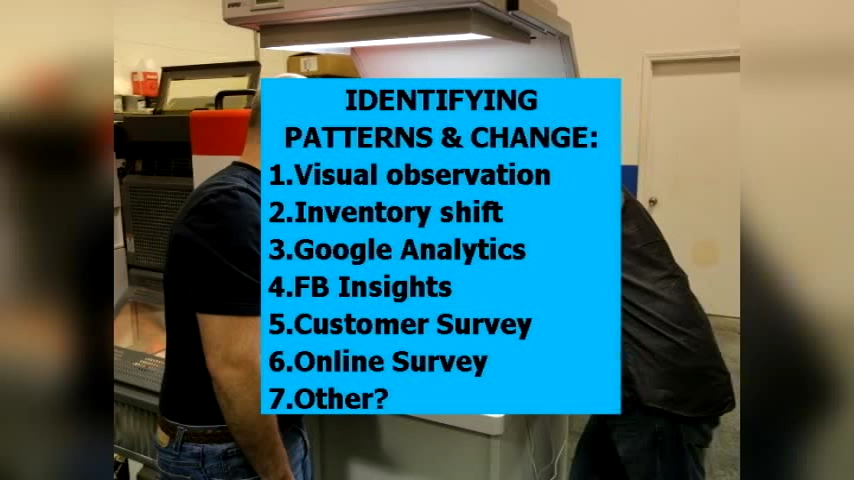 IDENTIFYING
PATTERNS & CHANGE:
1.Visual observation
2.Inventory shift
3.Google Analytics
4.FB Insights
5.Customer Survey
6.Online Survey
7.Other?